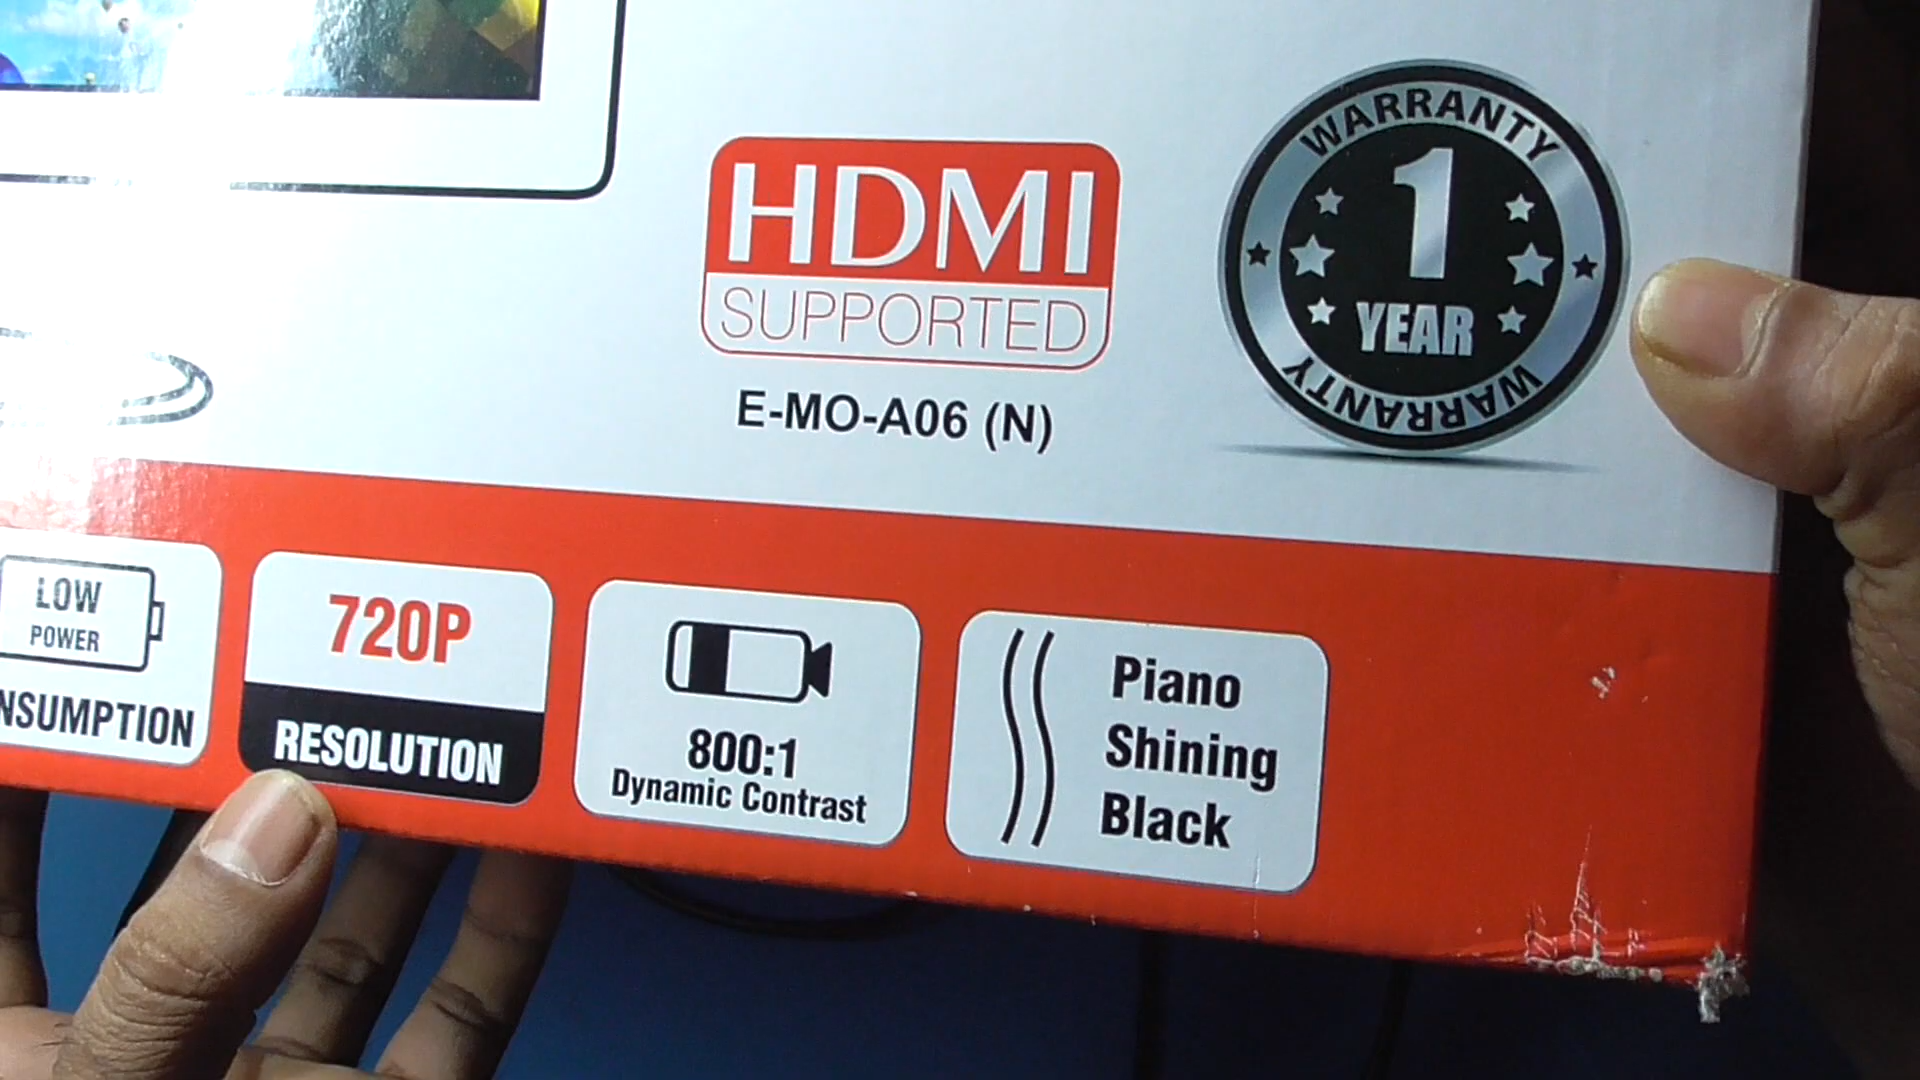 WARRANTY
1
YEAR
WARRANTY
HDMI
SUPPORTED
E-MO-A06 (N)
LOW
POWER
NSUMPTION
720P
RESOLUTION
800:1
Dynamic Contrast
Piano
Shining
Black